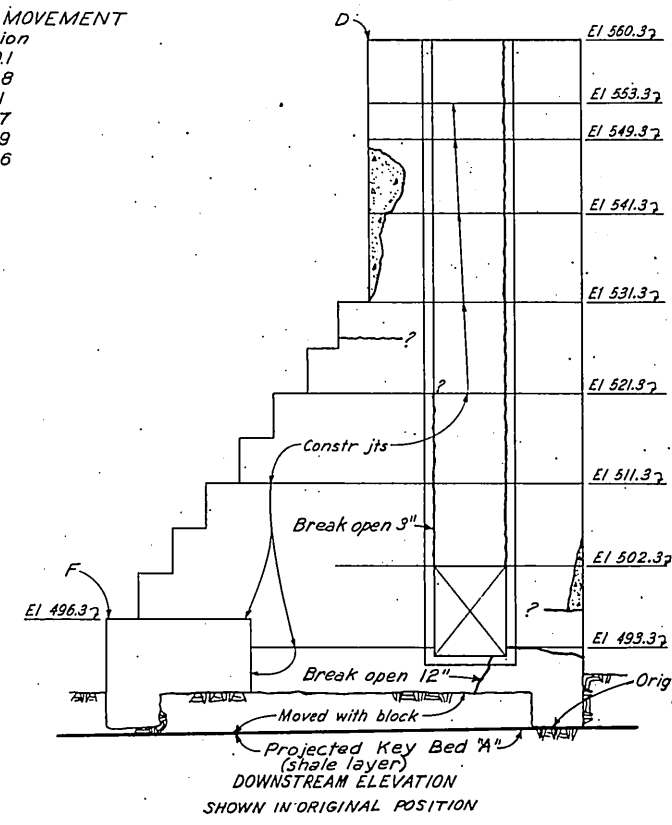 MOVEMENT
ion
0.1
8
1
7
9
6
D
El 560.3
El 553.3
El 549.3
El 541.3
El 531.3
?
?
El 521.3
Constr jts
El 511.3
Break open 3"
El 502.3
F
El 496.3
?
El 493.3
Break open 12"
Orig
Moved with block
Projected Key Bed "A"
(shale layer)
DOWNSTREAM ELEVATION
SHOWN IN ORIGINAL POSITION